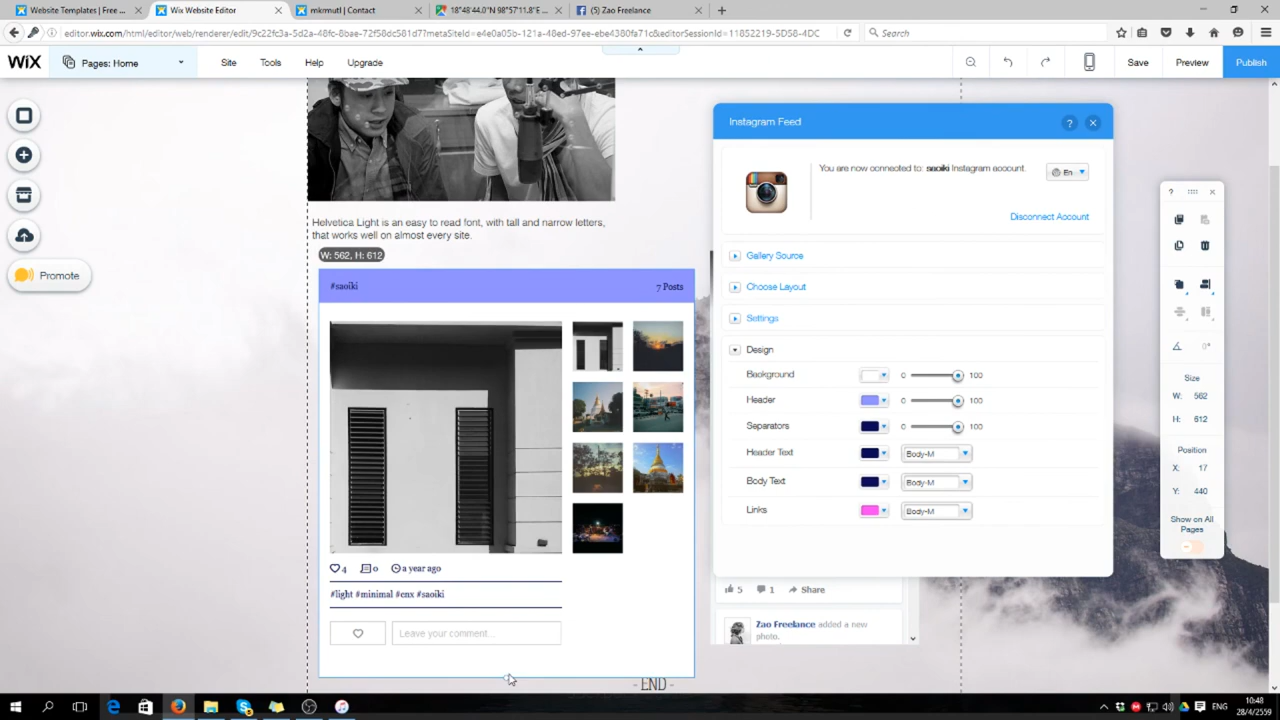 Website Templates | Free ...
Wix Website Editor
mkrmutl | Contact
18°48'44.0"N 98°57'11.8"E ...
(5) Zao Freelance
editor.wix.com/html/editor/web/renderer/edit/9c22fc3a-5d2a-48fc-8bae-72f58dc581d7?metaSiteId=e4e0a05b-121a-48ed-97ee-ebe4380fa71c&editorSessionId=11852219-5D58-4DC
Search
WiX
Pages: Home
Site
Tools
Help
Upgrade
Save
Preview
Publish
Promote
Helvetica Light is an easy to read font, with tall and narrow letters,
that works well on almost every site.
W: 562, H: 612
#saoiki
7 Posts
4
0
a year ago
#light #minimal #cnx #saoiki
Leave your comment...
- END -
Instagram Feed
?
You are now connected to: saoiki Instagram account.
En
Disconnect Account
Gallery Source
Choose Layout
Settings
Design
Background
0
100
Header
0
100
Separators
0
100
Header Text
Body-M
Body Text
Body-M
Links
Body-M
5
1
Share
Zao Freelance added a new
photo.
?
0°
Size
W: 562
H: 612
Position
X: 17
Y: 440
Show on All
Pages
ENG
10:48
28/4/2559